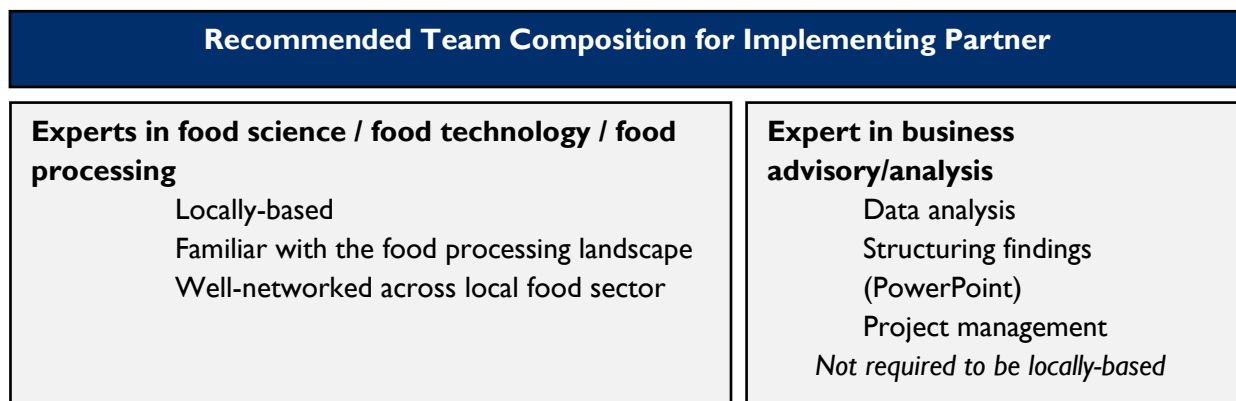 Recommended Team Composition for Implementing Partner
Experts in food science / food technology / food
processing
Locally-based
Familiar with the food processing landscape
Well-networked across local food sector
Expert in business
advisory/analysis
Data analysis
Structuring findings
(PowerPoint)
Project management
Not required to be locally-based